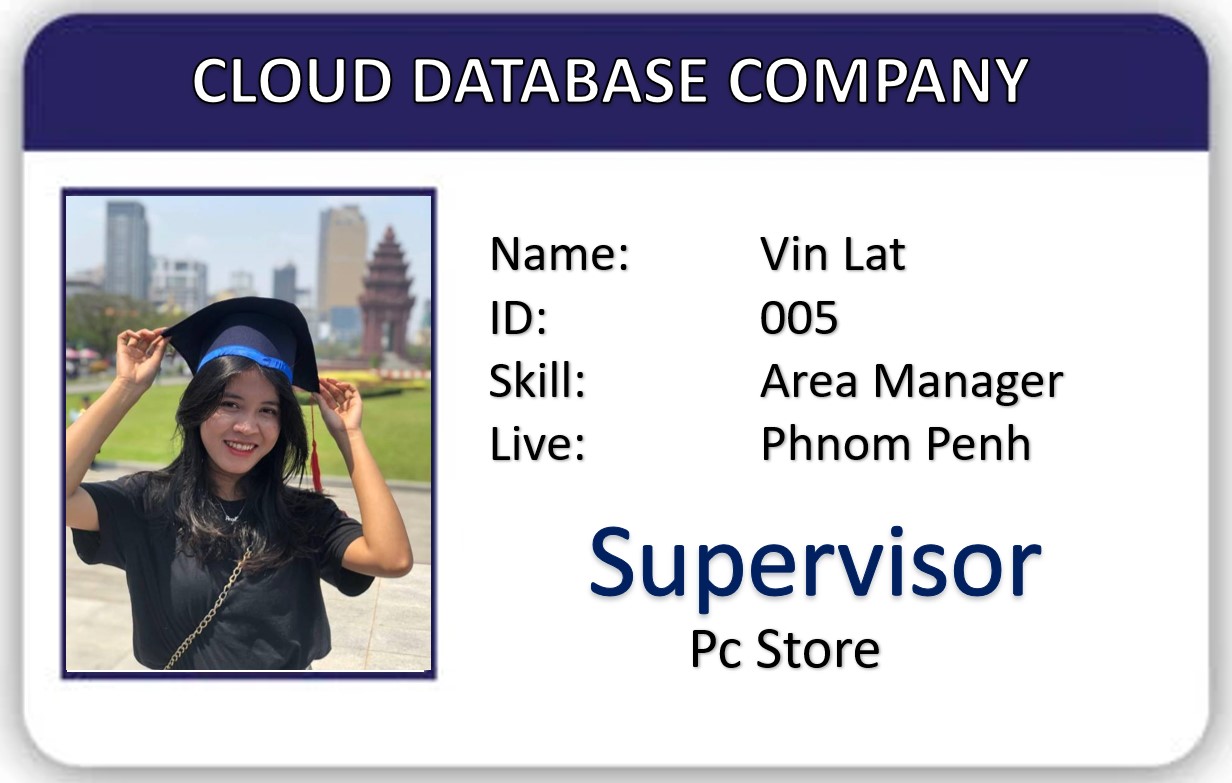 CLOUD DATABASE COMPANY
Name: Vin Lat
ID: 005
Skill: Area Manager
Live: Phnom Penh
Supervisor
Pc Store